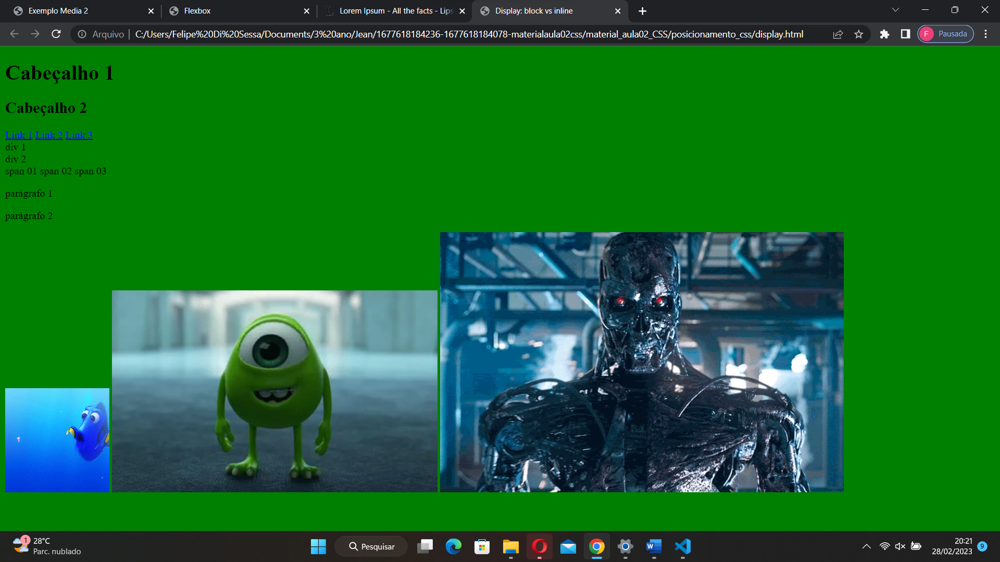 Exemplo Media 2
Flexbox
Lorem Ipsum - All the facts - Lips
Display: block vs inline
Arquivo
C:/Users/Felipe%20Di%20Sessa/Documents/3%20ano/Jean/1677618184236-1677618184078-materialaula02css/material_aula02_CSS/posicionamento_css/display.html
F Pausada
Cabeçalho 1
Cabeçalho 2
Link 1 Link 2 Link 3
div 1
div 2
span 01 span 02 span 03
parágrafo 1
parágrafo 2
1
28°C
Parc. nublado
Pesquisar
W
20:21
28/02/2023
9